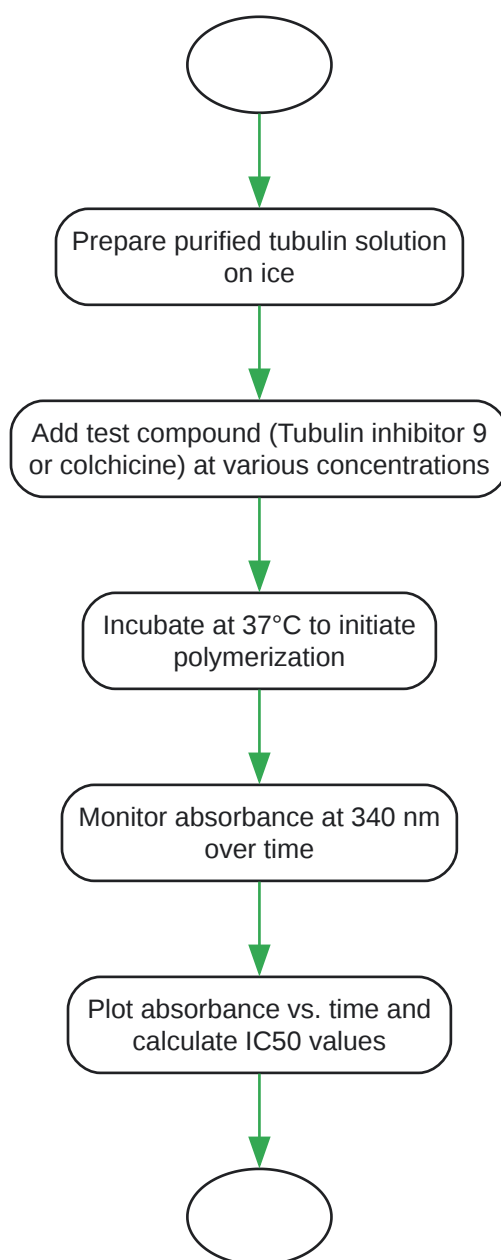 Prepare purified tubulin solution
on ice
Add test compound (Tubulin inhibitor 9
or colchicine) at various concentrations
Incubate at 37°C to initiate
polymerization
Monitor absorbance at 340 nm
over time
Plot absorbance vs. time and
calculate IC50 values